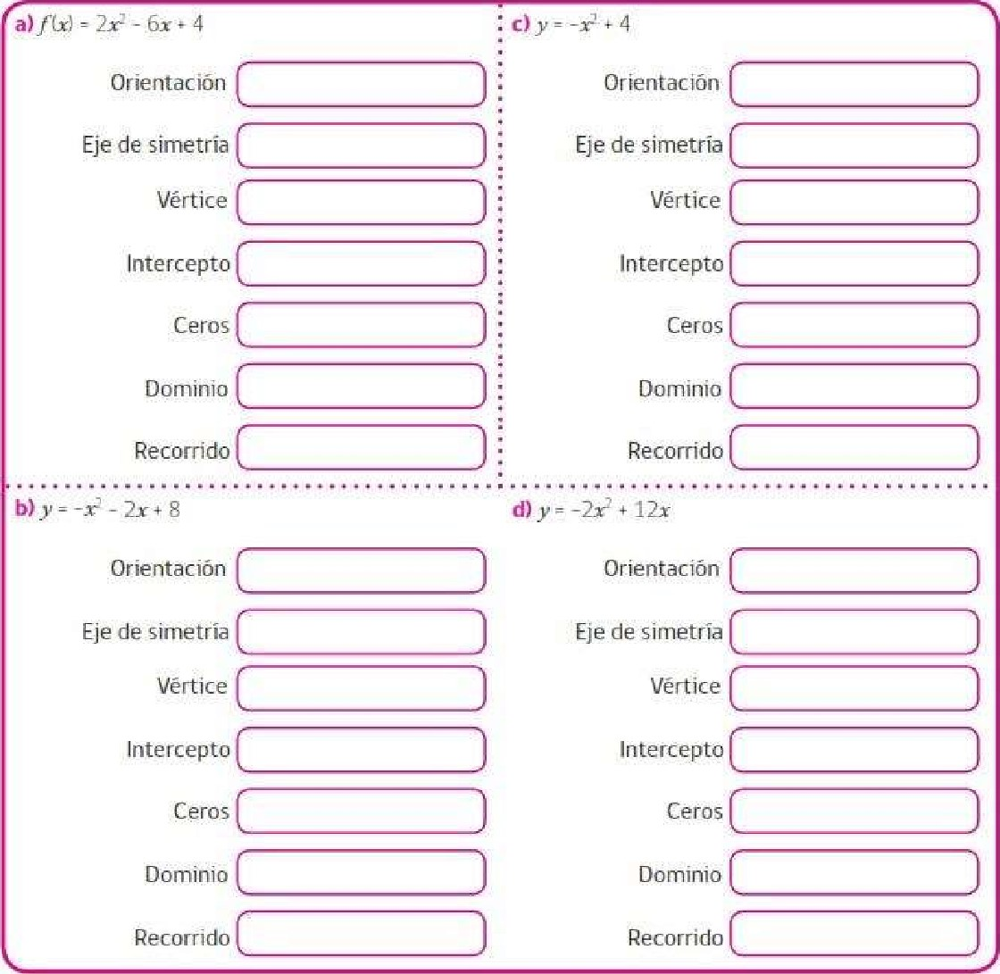 a) f(x) = 2x² - 6x + 4
Orientación
Eje de simetría
Vértice
Intercepto
Ceros
Dominio
Recorrido
c) y = -x² + 4
Orientación
Eje de simetría
Vértice
Intercepto
Ceros
Dominio
Recorrido
b) y = -x² - 2x + 8
Orientación
Eje de simetría
Vértice
Intercepto
Ceros
Dominio
Recorrido
d) y = -2x² + 12x
Orientación
Eje de simetría
Vértice
Intercepto
Ceros
Dominio
Recorrido